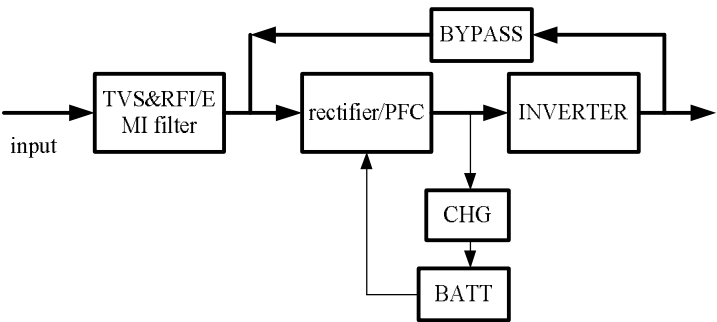 BYPASS
TVS&RFI/E
MI filter
rectifier/PFC
INVERTER
input
CHG
BATT